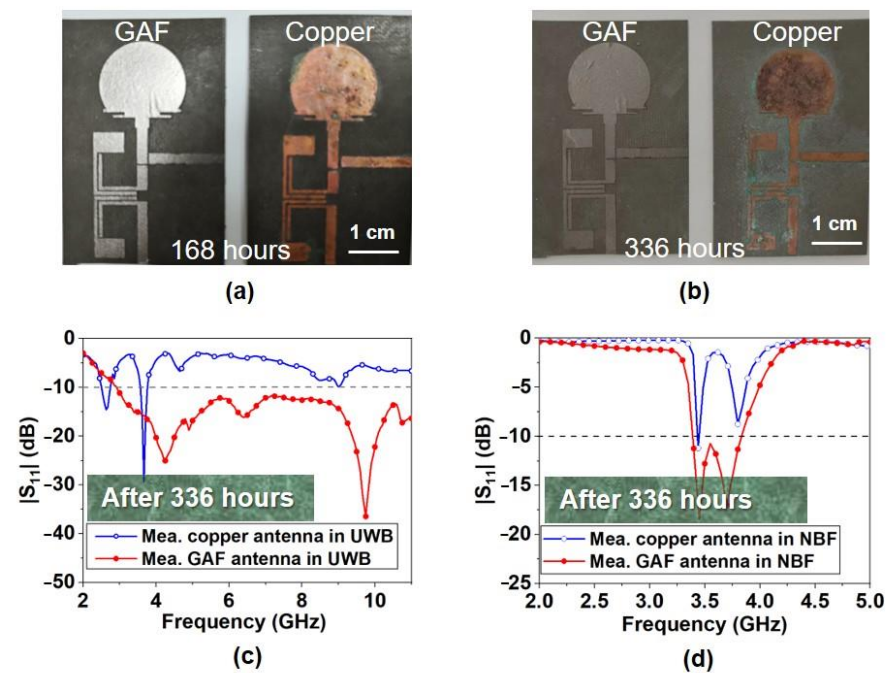 GAF Copper
168 hours
1 cm
(a)
GAF Copper
336 hours
1 cm
(b)
0
−10
−20
−30
−40
−50
|S11| (dB)
After 336 hours
Mea. copper antenna in UWB
Mea. GAF antenna in UWB
2 4 6 8 10
Frequency (GHz)
(c)
0
−5
−10
−15
−20
−25
|S11| (dB)
After 336 hours
Mea. copper antenna in NBF
Mea. GAF antenna in NBF
2.0 2.5 3.0 3.5 4.0 4.5 5.0
Frequency (GHz)
(d)